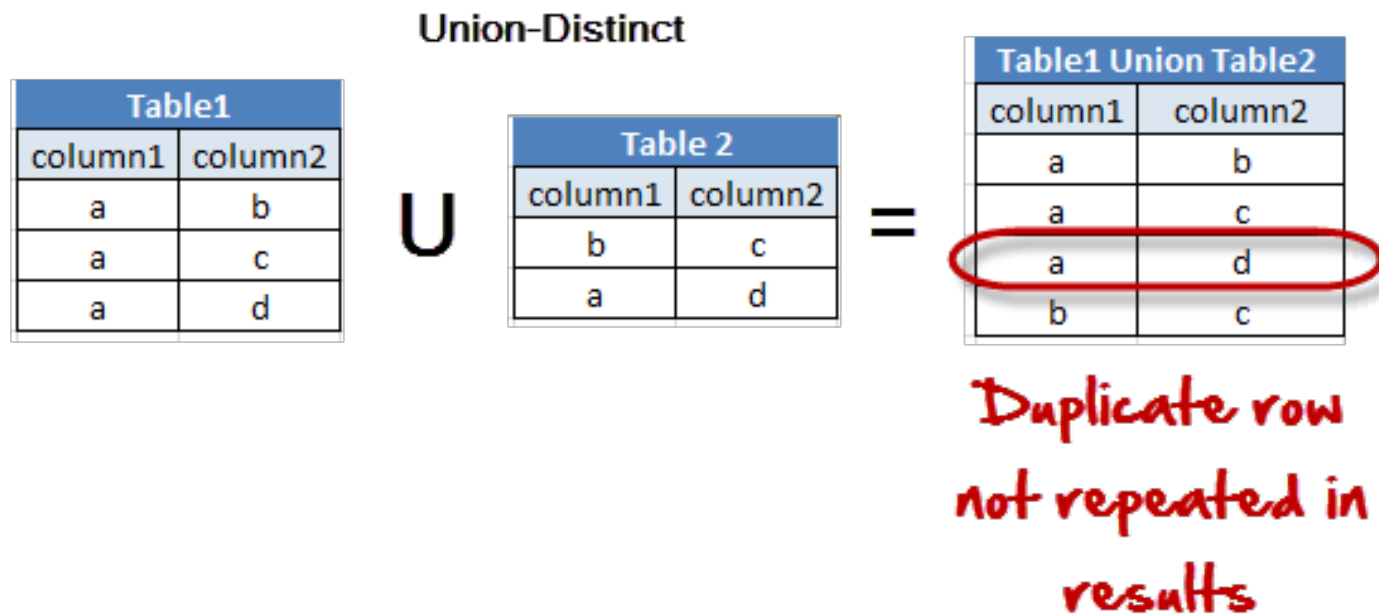 Union-Distinct
Table1
column1 column2
a b
a c
a d
U
Table 2
column1 column2
b c
a d
=
Table1 Union Table2
column1 column2
a b
a c
a d
b c
Duplicate row
not repeated in
results